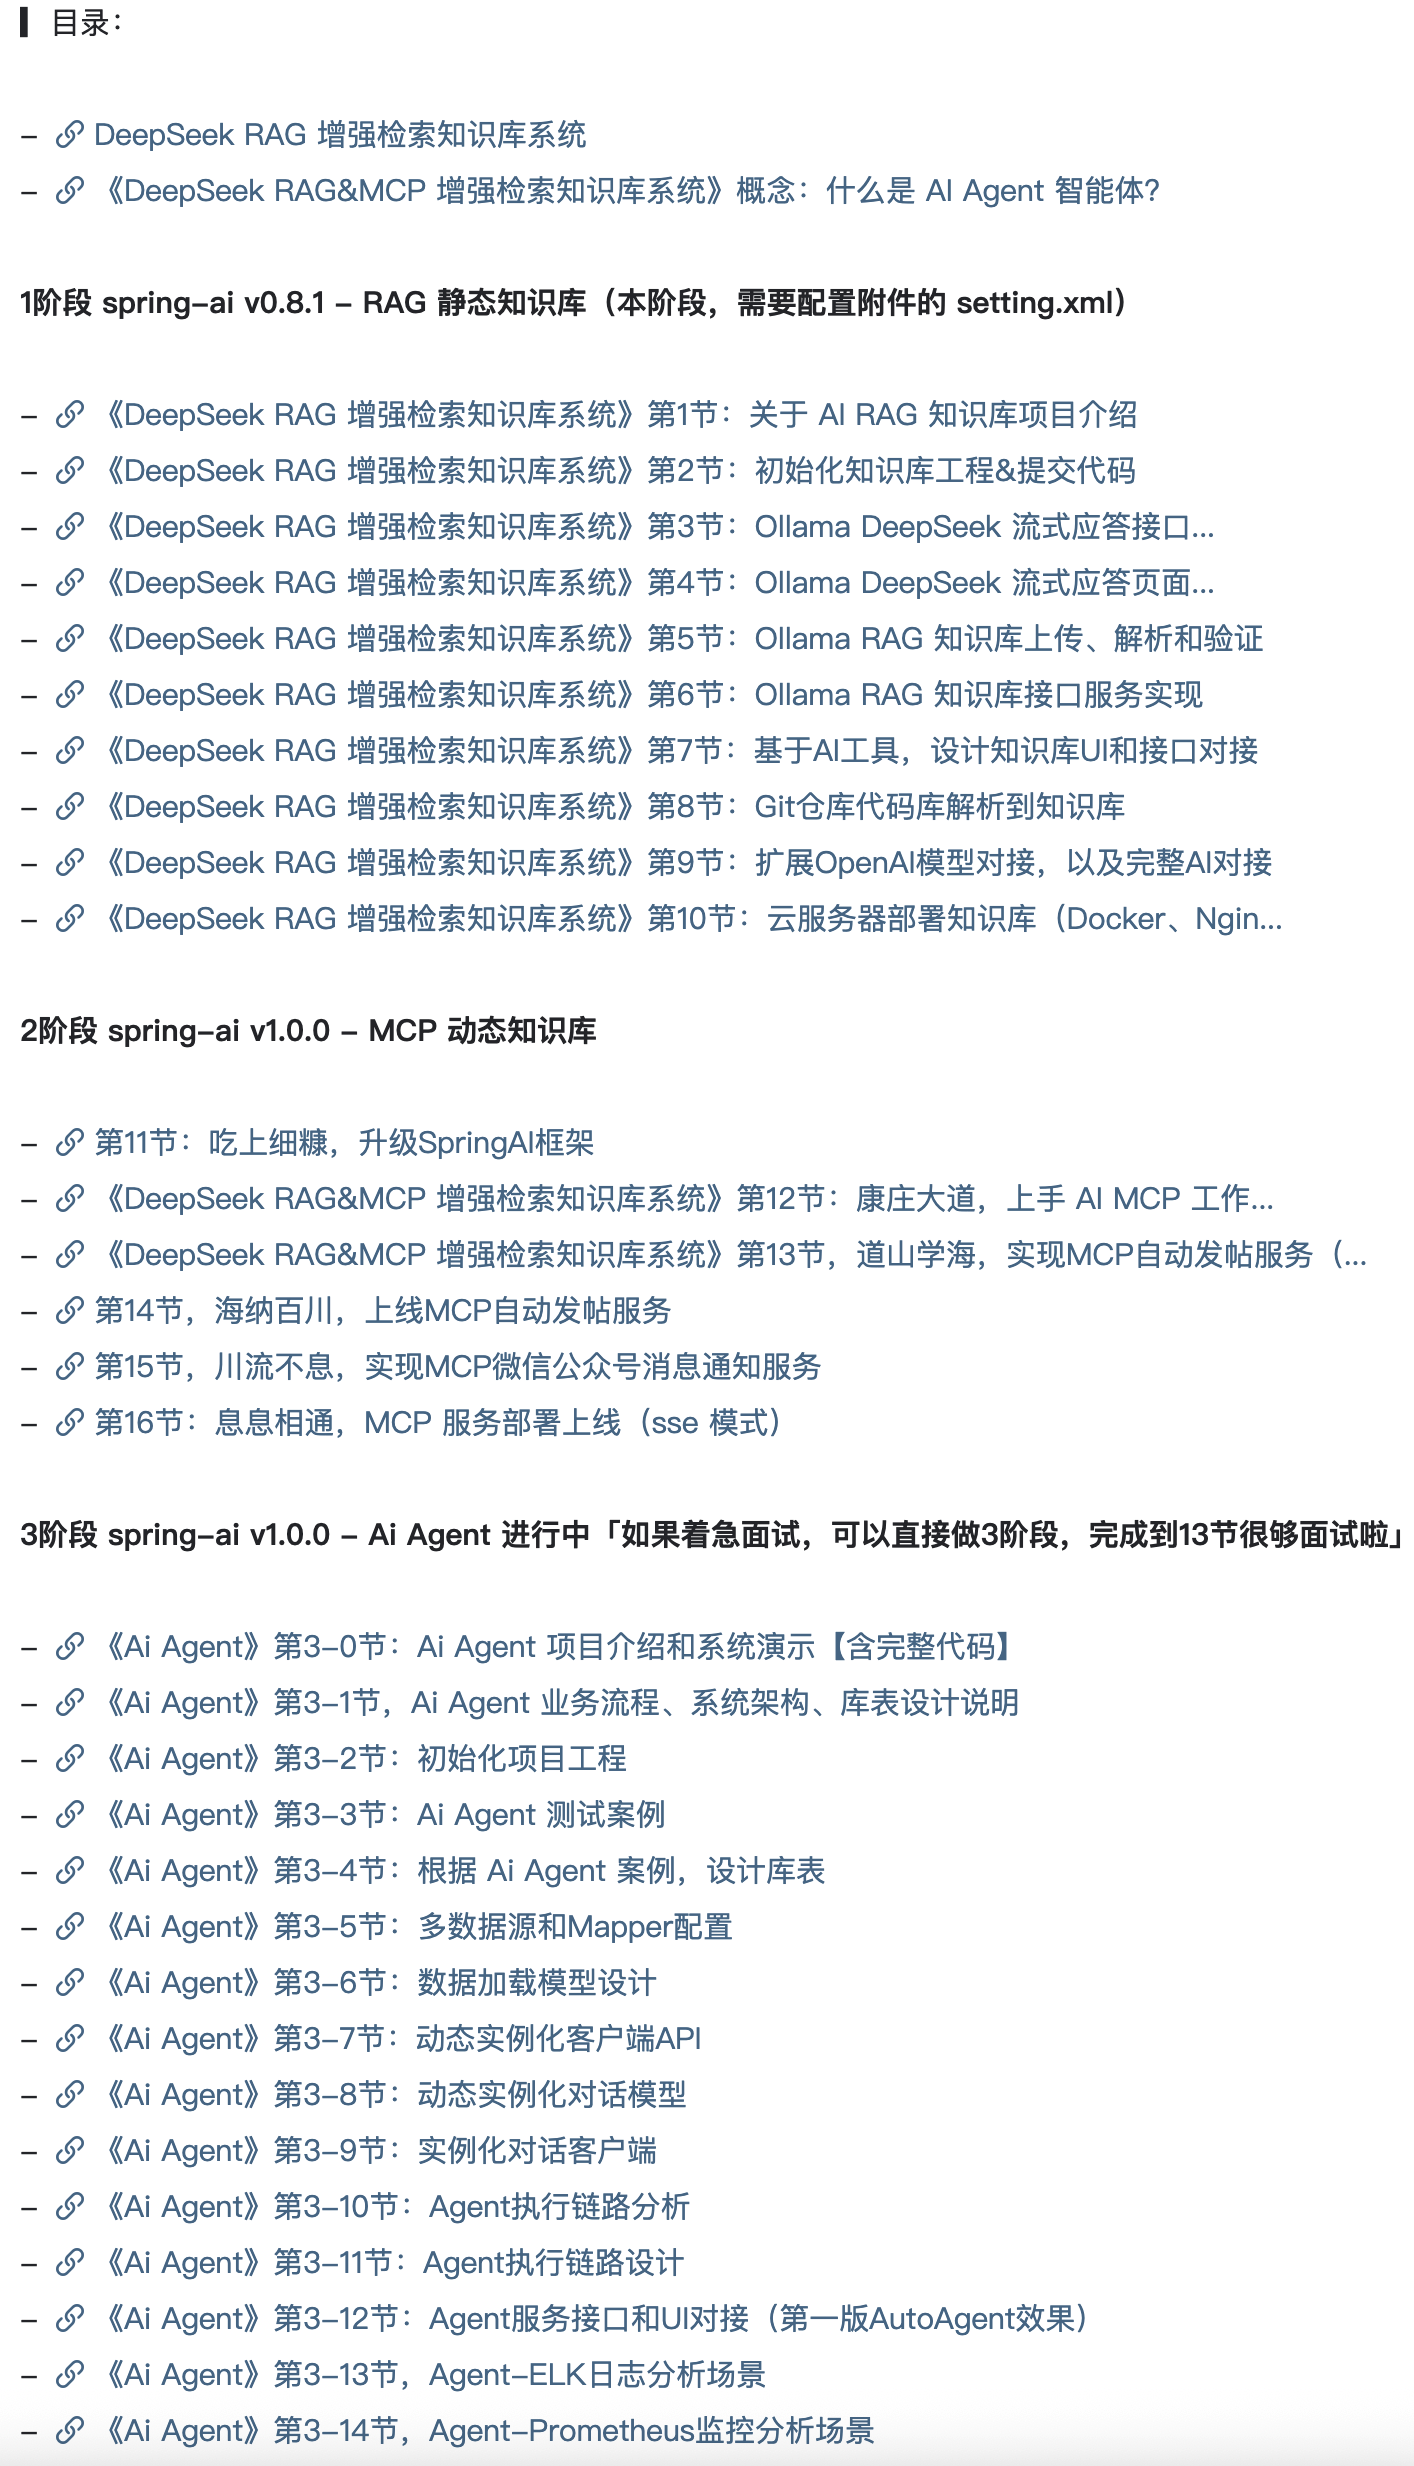 目录：
– DeepSeek RAG 增强检索知识库系统
– 《DeepSeek RAG&MCP 增强检索知识库系统》概念：什么是 AI Agent 智能体？
1阶段 spring-ai v0.8.1 - RAG 静态知识库（本阶段，需要配置附件的 setting.xml）
– 《DeepSeek RAG 增强检索知识库系统》第1节：关于 AI RAG 知识库项目介绍
– 《DeepSeek RAG 增强检索知识库系统》第2节：初始化知识库工程&提交代码
– 《DeepSeek RAG 增强检索知识库系统》第3节：Ollama DeepSeek 流式应答接口...
– 《DeepSeek RAG 增强检索知识库系统》第4节：Ollama DeepSeek 流式应答页面...
– 《DeepSeek RAG 增强检索知识库系统》第5节：Ollama RAG 知识库上传、解析和验证
– 《DeepSeek RAG 增强检索知识库系统》第6节：Ollama RAG 知识库接口服务实现
– 《DeepSeek RAG 增强检索知识库系统》第7节：基于AI工具，设计知识库UI和接口对接
– 《DeepSeek RAG 增强检索知识库系统》第8节：Git仓库代码库解析到知识库
– 《DeepSeek RAG 增强检索知识库系统》第9节：扩展OpenAI模型对接，以及完整AI对接
– 《DeepSeek RAG 增强检索知识库系统》第10节：云服务器部署知识库（Docker、Ngin...
2阶段 spring-ai v1.0.0 - MCP 动态知识库
– 第11节：吃上细糠，升级SpringAI框架
– 《DeepSeek RAG&MCP 增强检索知识库系统》第12节：康庄大道，上手 AI MCP 工作...
– 《DeepSeek RAG&MCP 增强检索知识库系统》第13节，道山学海，实现MCP自动发帖服务（...
– 第14节，海纳百川，上线MCP自动发帖服务
– 第15节，川流不息，实现MCP微信公众号消息通知服务
– 第16节：息息相通，MCP 服务部署上线（sse 模式）
3阶段 spring-ai v1.0.0 - Ai Agent 进行中「如果着急面试，可以直接做3阶段，完成到13节很够面试啦」
– 《Ai Agent》第3-0节：Ai Agent 项目介绍和系统演示【含完整代码】
– 《Ai Agent》第3-1节，Ai Agent 业务流程、系统架构、库表设计说明
– 《Ai Agent》第3-2节：初始化项目工程
– 《Ai Agent》第3-3节：Ai Agent 测试案例
– 《Ai Agent》第3-4节：根据 Ai Agent 案例，设计库表
– 《Ai Agent》第3-5节：多数据源和Mapper配置
– 《Ai Agent》第3-6节：数据加载模型设计
– 《Ai Agent》第3-7节：动态实例化客户端API
– 《Ai Agent》第3-8节：动态实例化对话模型
– 《Ai Agent》第3-9节：实例化对话客户端
– 《Ai Agent》第3-10节：Agent执行链路分析
– 《Ai Agent》第3-11节：Agent执行链路设计
– 《Ai Agent》第3-12节：Agent服务接口和UI对接（第一版AutoAgent效果）
– 《Ai Agent》第3-13节，Agent-ELK日志分析场景
– 《Ai Agent》第3-14节，Agent-Prometheus监控分析场景